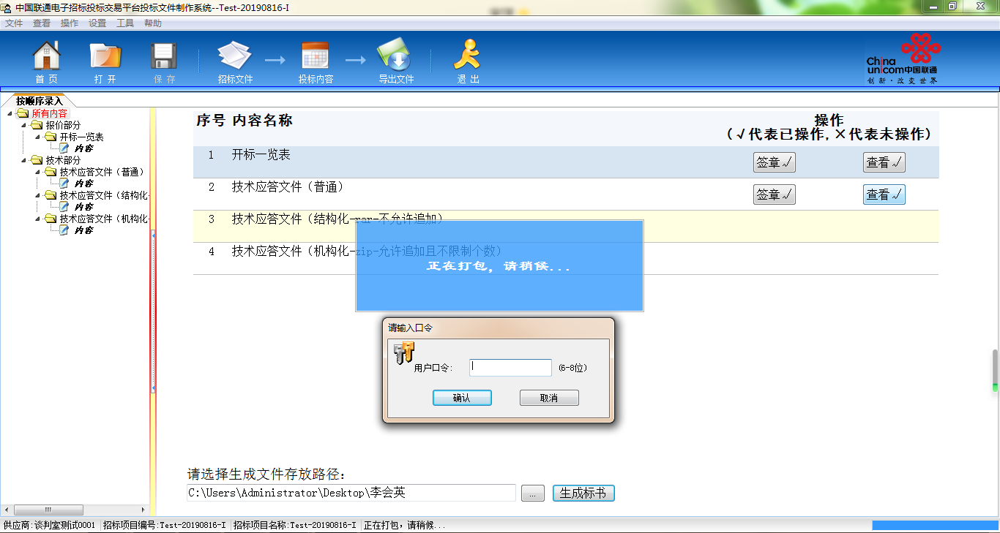 中国联通电子招标投标交易平台投标文件制作系统--Test-20190816-I
文件 查看 操作 设置 工具 帮助
首 页 打 开 保 存 招标文件 投标内容 导出文件 退 出
China
unicom中国联通
创新·改变世界
按顺序录入
所有内容
报价部分
开标一览表
内容
技术部分
技术应答文件（普通）
内容
技术应答文件（结构化-
内容
技术应答文件（机构化-
内容
序号 内容名称 操作
（√代表已操作,×代表未操作）
1 开标一览表 签章√ 查看√
2 技术应答文件（普通） 签章√ 查看√
3 技术应答文件（结构化-rar-不允许追加）
4 技术应答文件（机构化-zip-允许追加且不限制个数）
正在打包，请稍候...
请输入口令
用户口令: (6-8位)
确认 取消
请选择生成文件存放路径:
C:\Users\Administrator\Desktop\李会英 ... 生成标书
供应商:谈判室测试0001 招标项目编号:Test-20190816-I 招标项目名称:Test-20190816-I 正在打包，请稍候...